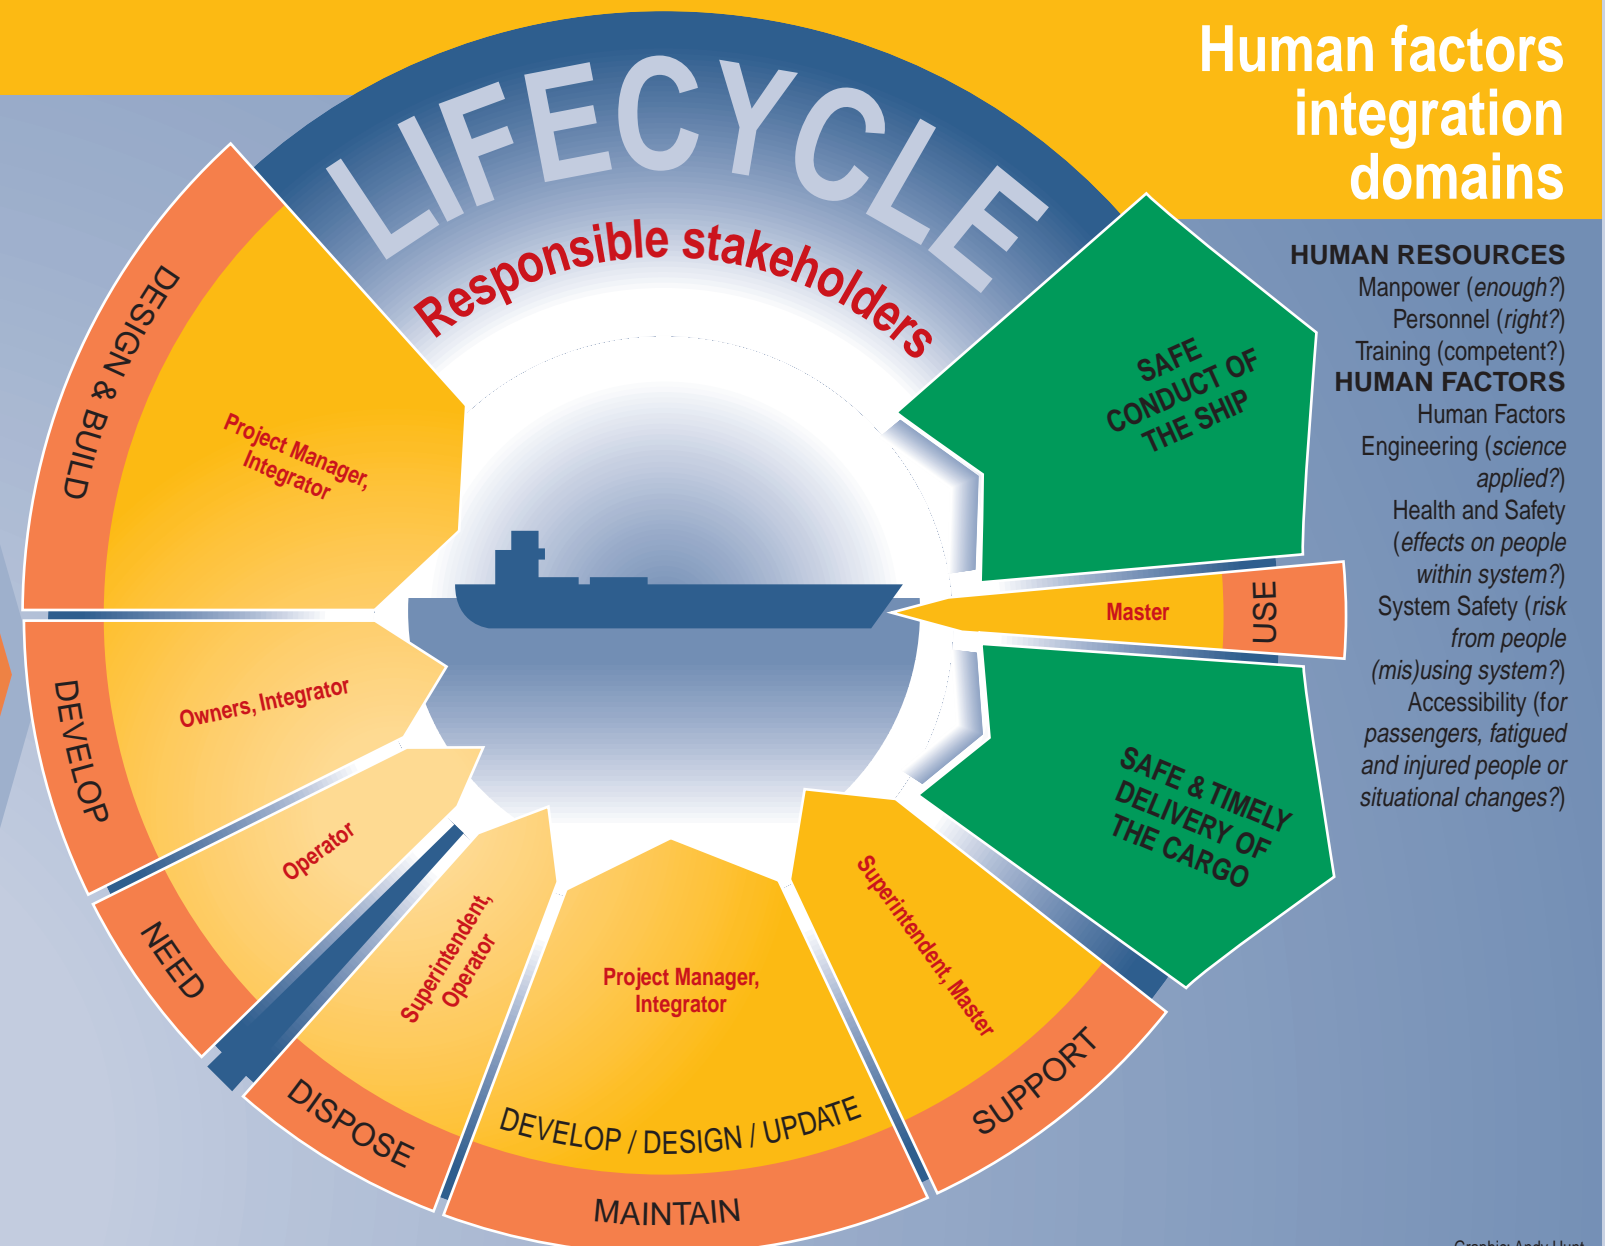 LIFECYCLE
Responsible stakeholders
Human factors
integration
domains
HUMAN RESOURCES
Manpower (enough?)
Personnel (right?)
Training (competent?)
HUMAN FACTORS
Human Factors
Engineering (science
applied?)
Health and Safety
(effects on people
within system?)
System Safety (risk
from people
(mis)using system?)
Accessibility (for
passengers, fatigued
and injured people or
situational changes?)
DESIGN & BUILD
Project Manager,
Integrator
DEVELOP
Owners, Integrator
NEED
Operator
DISPOSE
Superintendent,
Operator
Project Manager,
Integrator
DEVELOP / DESIGN / UPDATE
MAINTAIN
Superintendent, Master
SUPPORT
SAFE & TIMELY
DELIVERY OF
THE CARGO
Master
USE
SAFE
CONDUCT OF
THE SHIP
Graphic: Andy Hunt